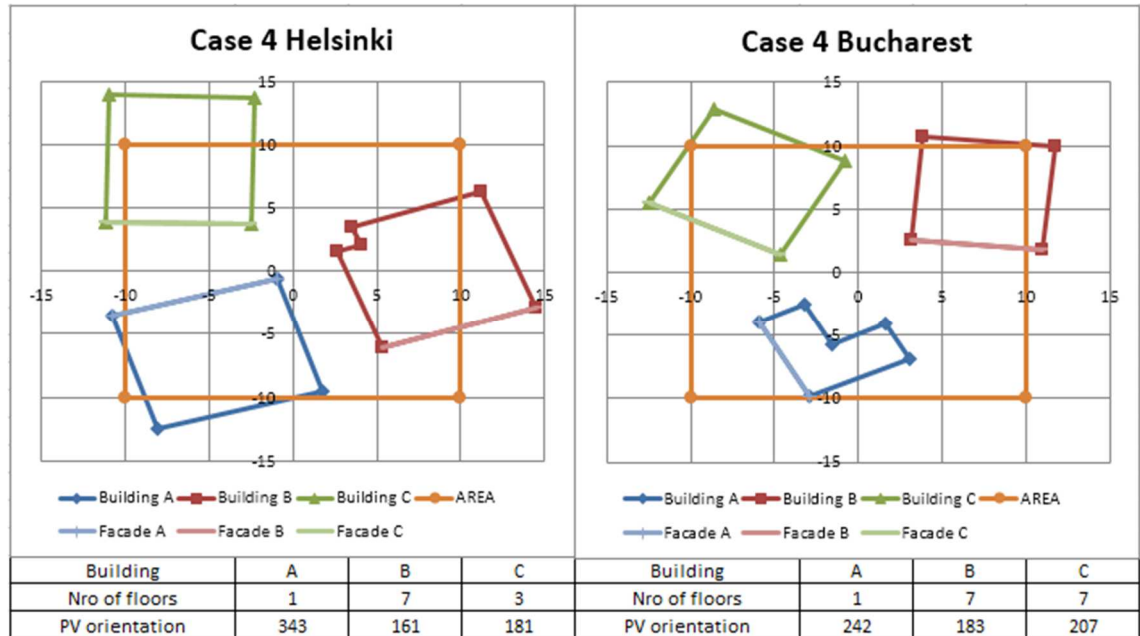 Case 4 Helsinki
15
10
5
0
-15 -10 -5 0 5 10 15
-5
-10
-15
Building A Building B Building C AREA
Facade A Facade B Facade C
Building A B C
Nro of floors 1 7 3
PV orientation 343 161 181
Case 4 Bucharest
15
10
5
0
-15 -10 -5 0 5 10 15
-5
-10
-15
Building A Building B Building C AREA
Facade A Facade B Facade C
Building A B C
Nro of floors 1 7 7
PV orientation 242 183 207